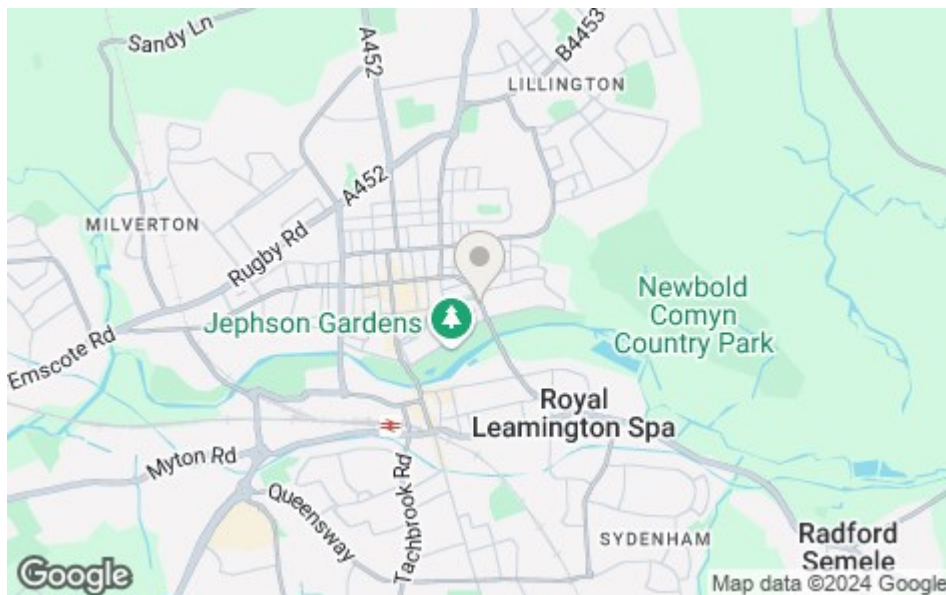 Sandy Ln
A452
B4453
LILLINGTON
A452
MILVERTON
Rugby Rd
Newbold
Comyn
Country Park
Jephson Gardens
Emscote Rd
Royal
Leamington Spa
Myton Rd
Queensway
Tachbrook Rd
SYDENHAM
Radford
Semele
Google
Map data ©2024 Google